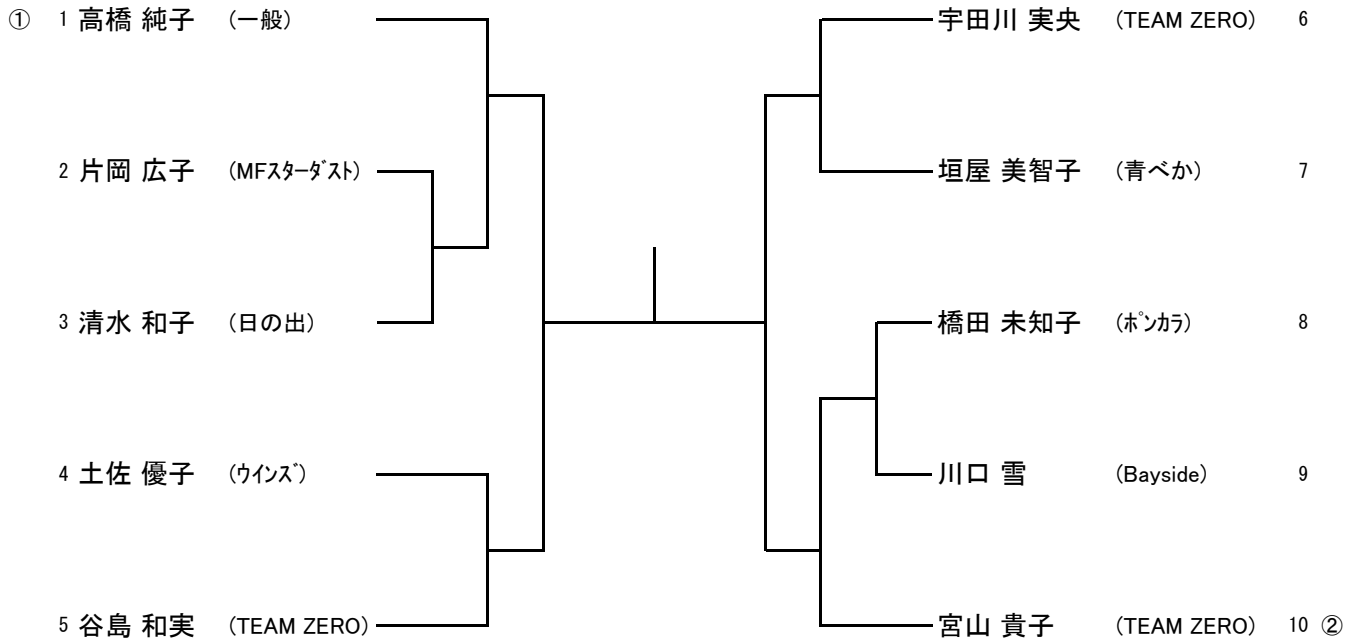 ① 1 高橋 純子 (一般) 宇田川 実央 (TEAM ZERO) 6
2 片岡 広子 (MFｽﾀｰﾀﾞｽﾄ) 垣屋 美智子 (青べか) 7
3 清水 和子 (日の出) 橋田 未知子 (ﾎﾟﾝｶﾗ) 8
4 土佐 優子 (ｳｲﾝｽﾞ) 川口 雪 (Bayside) 9
5 谷島 和実 (TEAM ZERO) 宮山 貴子 (TEAM ZERO) 10 ②